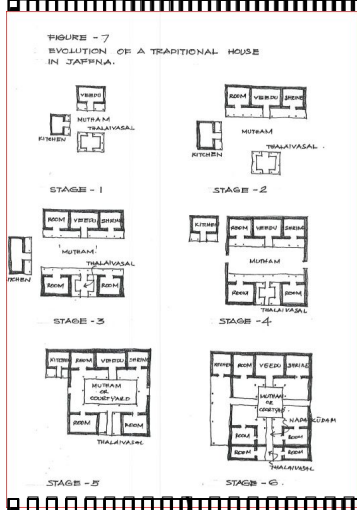 FIGURE - 7
EVOLUTION OF A TRADITIONAL HOUSE
IN JAFFNA.
VEEDU
MUTHAM
THALAIVASAL
KITCHEN
STAGE - 1
ROOM VEEDU SHRINE
MUTHAM
KITCHEN
THALAIVASAL.
STAGE - 2
ROOM VEEDU SHRINE
'MUTHAM'
THALAIVASAL
ITCHEN
ROOM ROOM
STAGE - 3
KITCHEN ROOM VEEDU SHRINE
MUTHAM
ROOM ROOM
THALAIVASAL
STAGE - 4
KITCHEN ROOM VEEDU SHRINE
MUTHAM
OR
COURTYARD
ROOM ROOM
THALAIVASAL
STAGE - 5
KITCHEN ROOM VEEDU SHRINE
MUTHAM
OR
COURTYARD
ROOM ROOM
ROOM ROOM
THALAIVASAL
STAGE - 6.